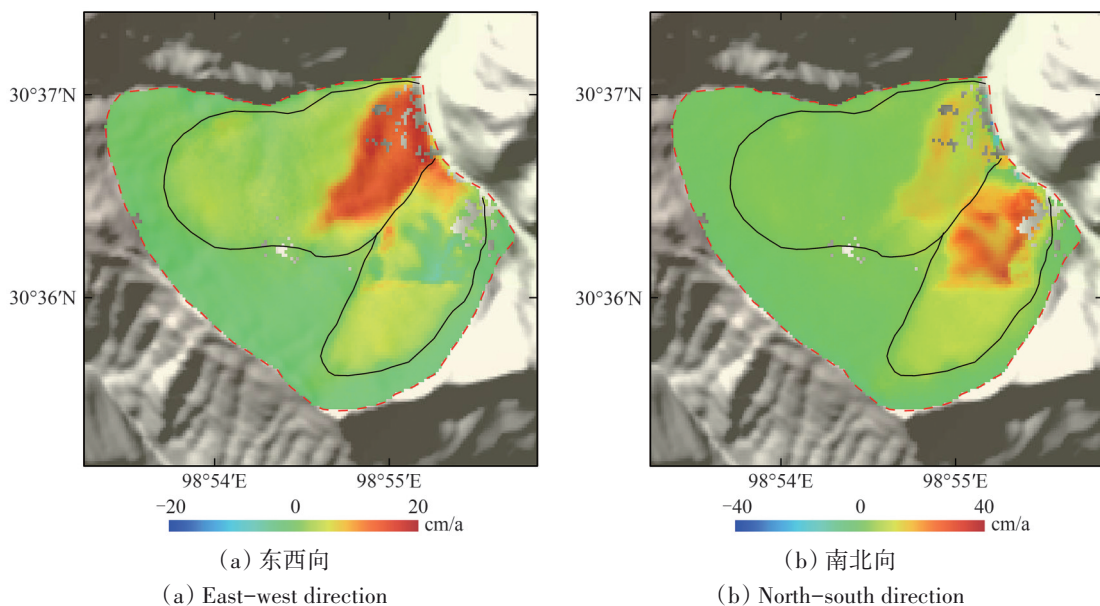 30°37′N
30°36′N
98°54′E
98°55′E
−20
0
20
cm/a
(a) 东西向
(a) East-west direction
30°37′N
30°36′N
98°54′E
98°55′E
−40
0
40
cm/a
(b) 南北向
(b) North-south direction